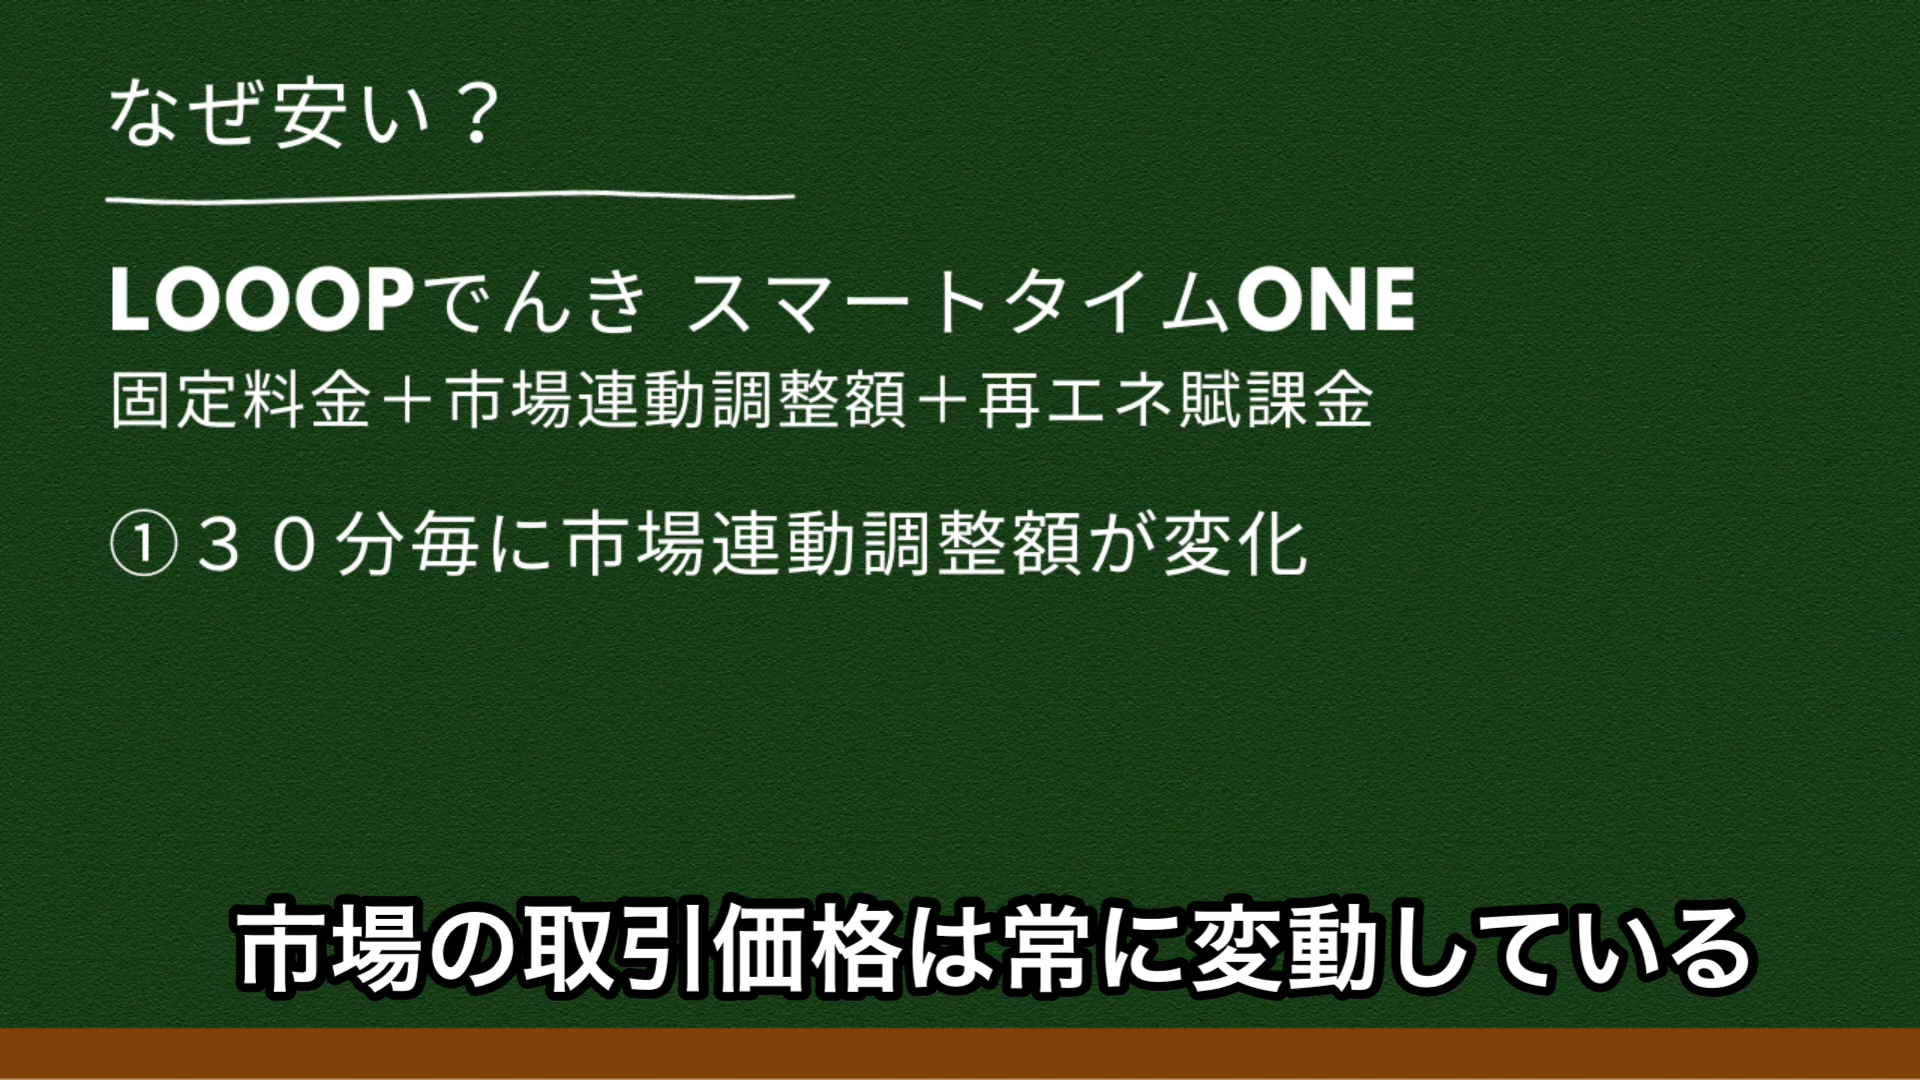 なぜ安い？
LOOOPでんき スマートタイムONE
固定料金＋市場連動調整額＋再エネ賦課金
①３０分毎に市場連動調整額が変化
市場の取引価格は常に変動している